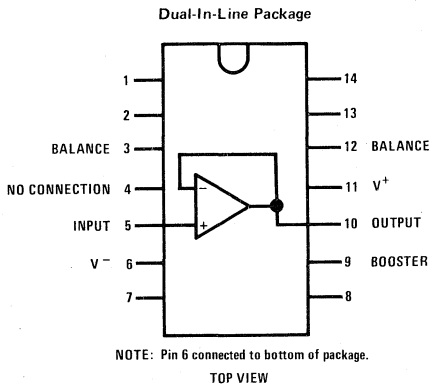 Dual-In-Line Package
1 14
2 13
BALANCE 3 12 BALANCE
NO CONNECTION 4 11 V+
INPUT 5 10 OUTPUT
V− 6 9 BOOSTER
7 8
−
+
NOTE: Pin 6 connected to bottom of package.
TOP VIEW